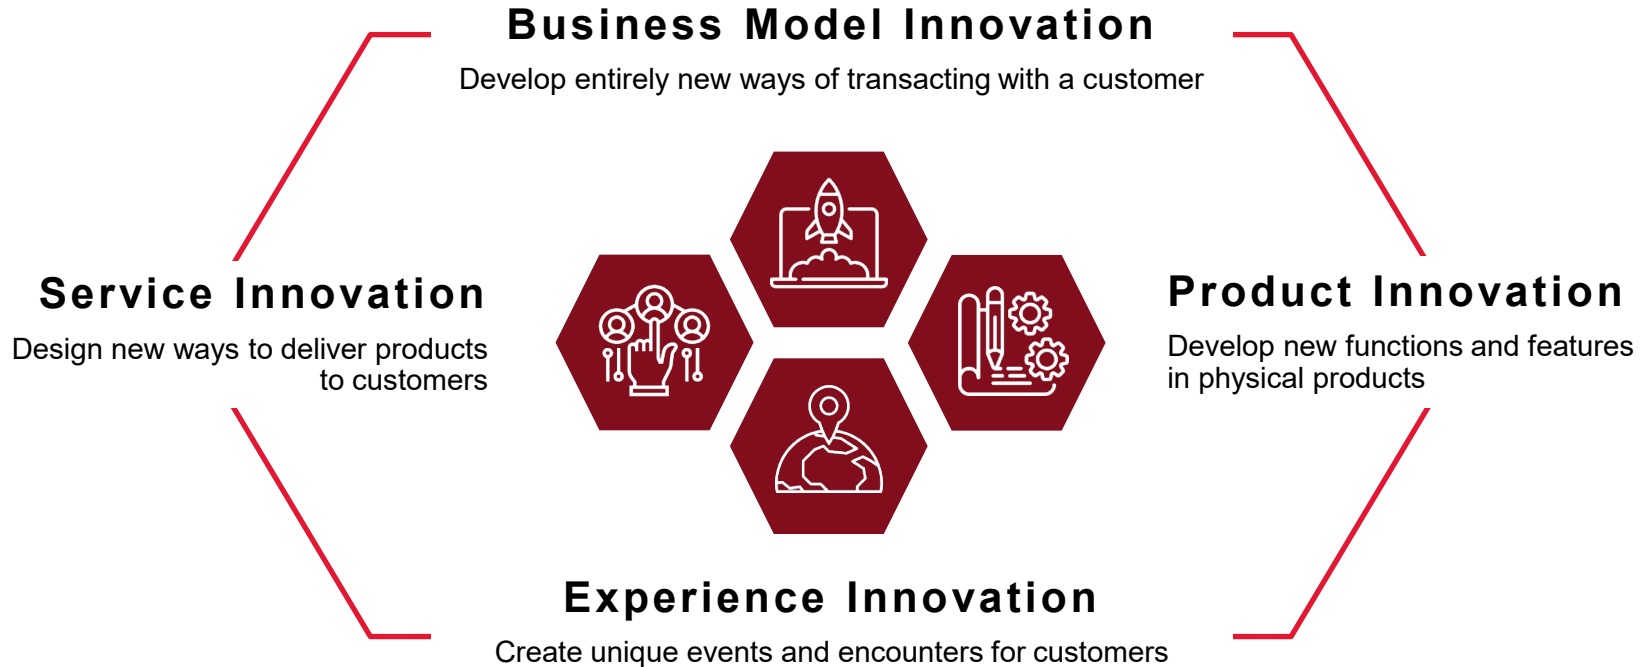 Business Model Innovation
Develop entirely new ways of transacting with a customer
Service Innovation
Design new ways to deliver products
to customers
Product Innovation
Develop new functions and features
in physical products
Experience Innovation
Create unique events and encounters for customers